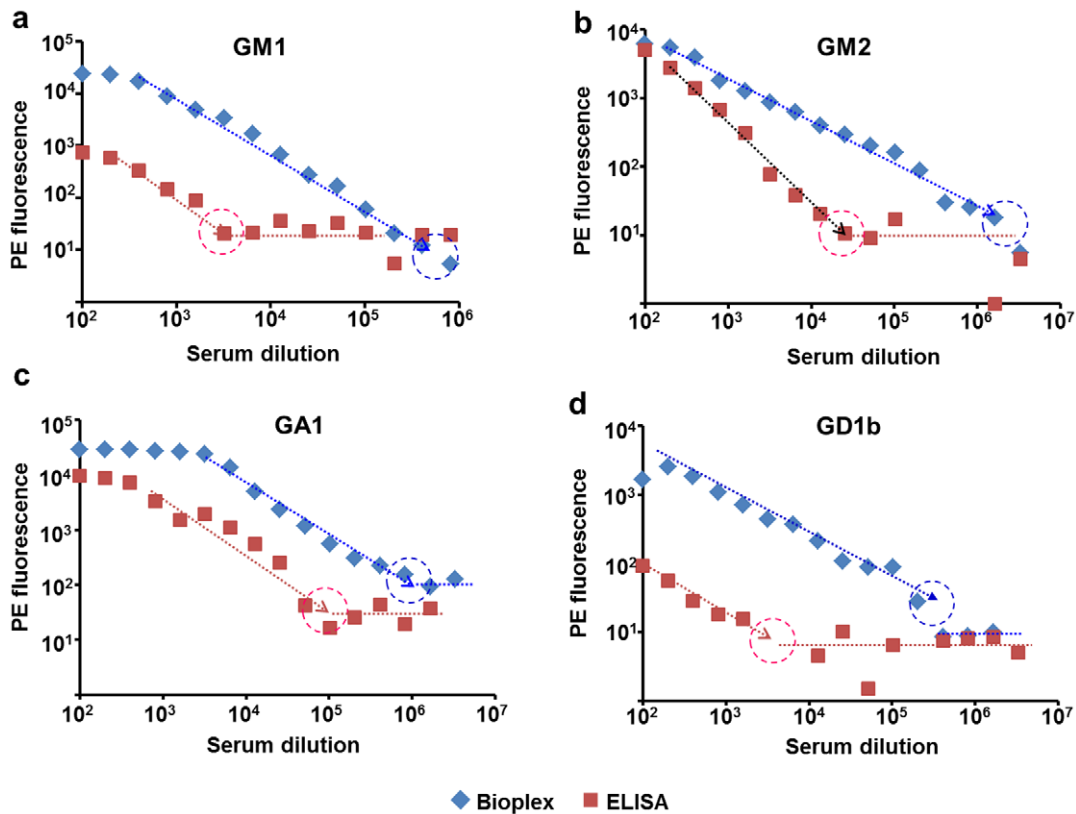 a
GM1
PE fluorescence
10⁵
10⁴
10³
10²
10¹
10² 10³ 10⁴ 10⁵ 10⁶
Serum dilution
b
GM2
PE fluorescence
10⁴
10³
10²
10¹
10² 10³ 10⁴ 10⁵ 10⁶ 10⁷
Serum dilution
c
GA1
PE fluorescence
10⁵
10⁴
10³
10²
10¹
10² 10³ 10⁴ 10⁵ 10⁶ 10⁷
Serum dilution
d
GD1b
PE fluorescence
10⁴
10³
10²
10¹
10² 10³ 10⁴ 10⁵ 10⁶ 10⁷
Serum dilution
Bioplex ELISA